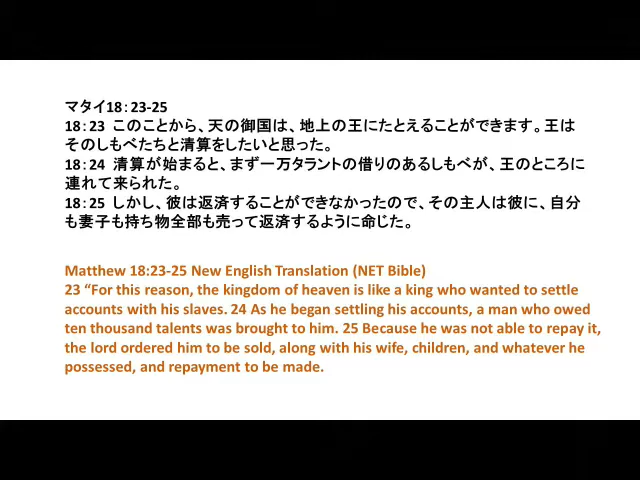 マタイ18：23-25
18：23 このことから、天の御国は、地上の王にたとえることができます。王は
そのしもべたちと清算をしたいと思った。
18：24 清算が始まると、まず一万タラントの借りのあるしもべが、王のところに
連れて来られた。
18：25 しかし、彼は返済することができなかったので、その主人は彼に、自分
も妻子も持ち物全部も売って返済するように命じた。
Matthew 18:23-25 New English Translation (NET Bible)
23 “For this reason, the kingdom of heaven is like a king who wanted to settle
accounts with his slaves. 24 As he began settling his accounts, a man who owed
ten thousand talents was brought to him. 25 Because he was not able to repay it,
the lord ordered him to be sold, along with his wife, children, and whatever he
possessed, and repayment to be made.